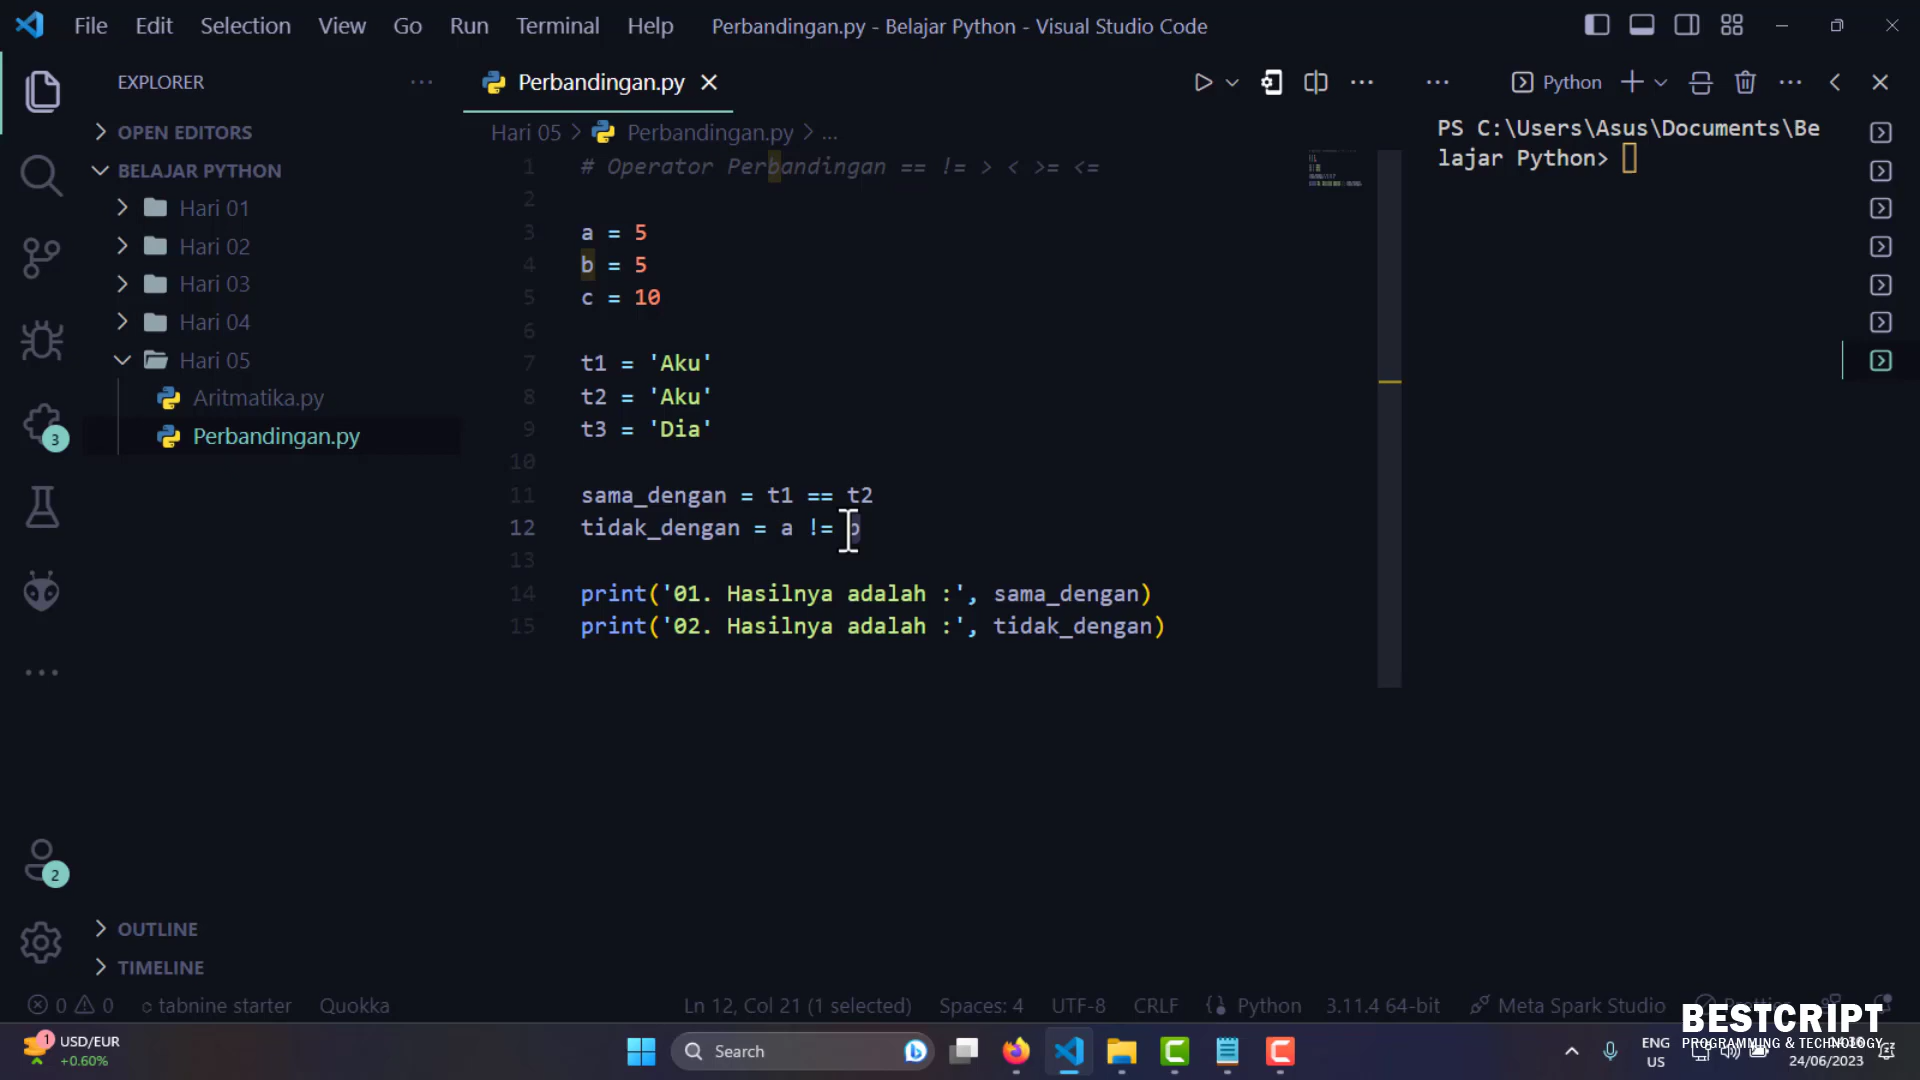 File Edit Selection View Go Run Terminal Help Perbandingan.py - Belajar Python - Visual Studio Code
EXPLORER
OPEN EDITORS
BELAJAR PYTHON
Hari 01
Hari 02
Hari 03
Hari 04
Hari 05
Aritmatika.py
Perbandingan.py
3
2
OUTLINE
TIMELINE
Perbandingan.py
Hari 05 > Perbandingan.py > ...
1 # Operator Perbandingan == != > < >= <=
2
3 a = 5
4 b = 5
5 c = 10
6
7 t1 = 'Aku'
8 t2 = 'Aku'
9 t3 = 'Dia'
10
11 sama_dengan = t1 == t2
12 tidak_dengan = a != b
13
14 print('01. Hasilnya adalah :', sama_dengan)
15 print('02. Hasilnya adalah :', tidak_dengan)
Python
PS C:\Users\Asus\Documents\Be
lajar Python>
0 0 tabnine starter Quokka Ln 12, Col 21 (1 selected) Spaces: 4 UTF-8 CRLF Python 3.11.4 64-bit Meta Spark Studio
BESTCRIPT
PROGRAMMING & TECHNOLOGY
1 USD/EUR
+0.60%
Search
ENG
US
24/06/2023